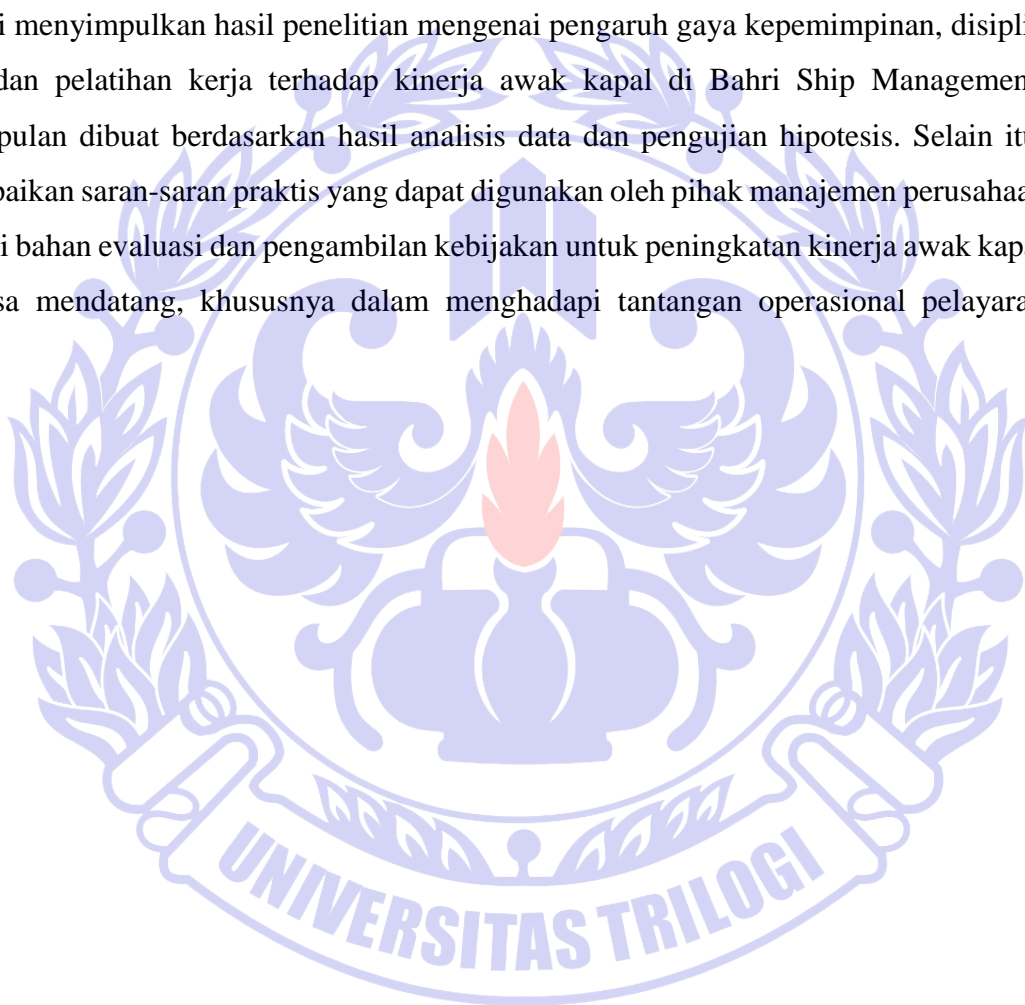 i menyimpulkan hasil penelitian mengenai pengaruh gaya kepemimpinan, disipli
dan pelatihan kerja terhadap kinerja awak kapal di Bahri Ship Managemen
pulan dibuat berdasarkan hasil analisis data dan pengujian hipotesis. Selain itu
paikan saran-saran praktis yang dapat digunakan oleh pihak manajemen perusahaa
i bahan evaluasi dan pengambilan kebijakan untuk peningkatan kinerja awak kapa
sa mendatang, khususnya dalam menghadapi tantangan operasional pelayara
UNIVERSITAS TRILOGI